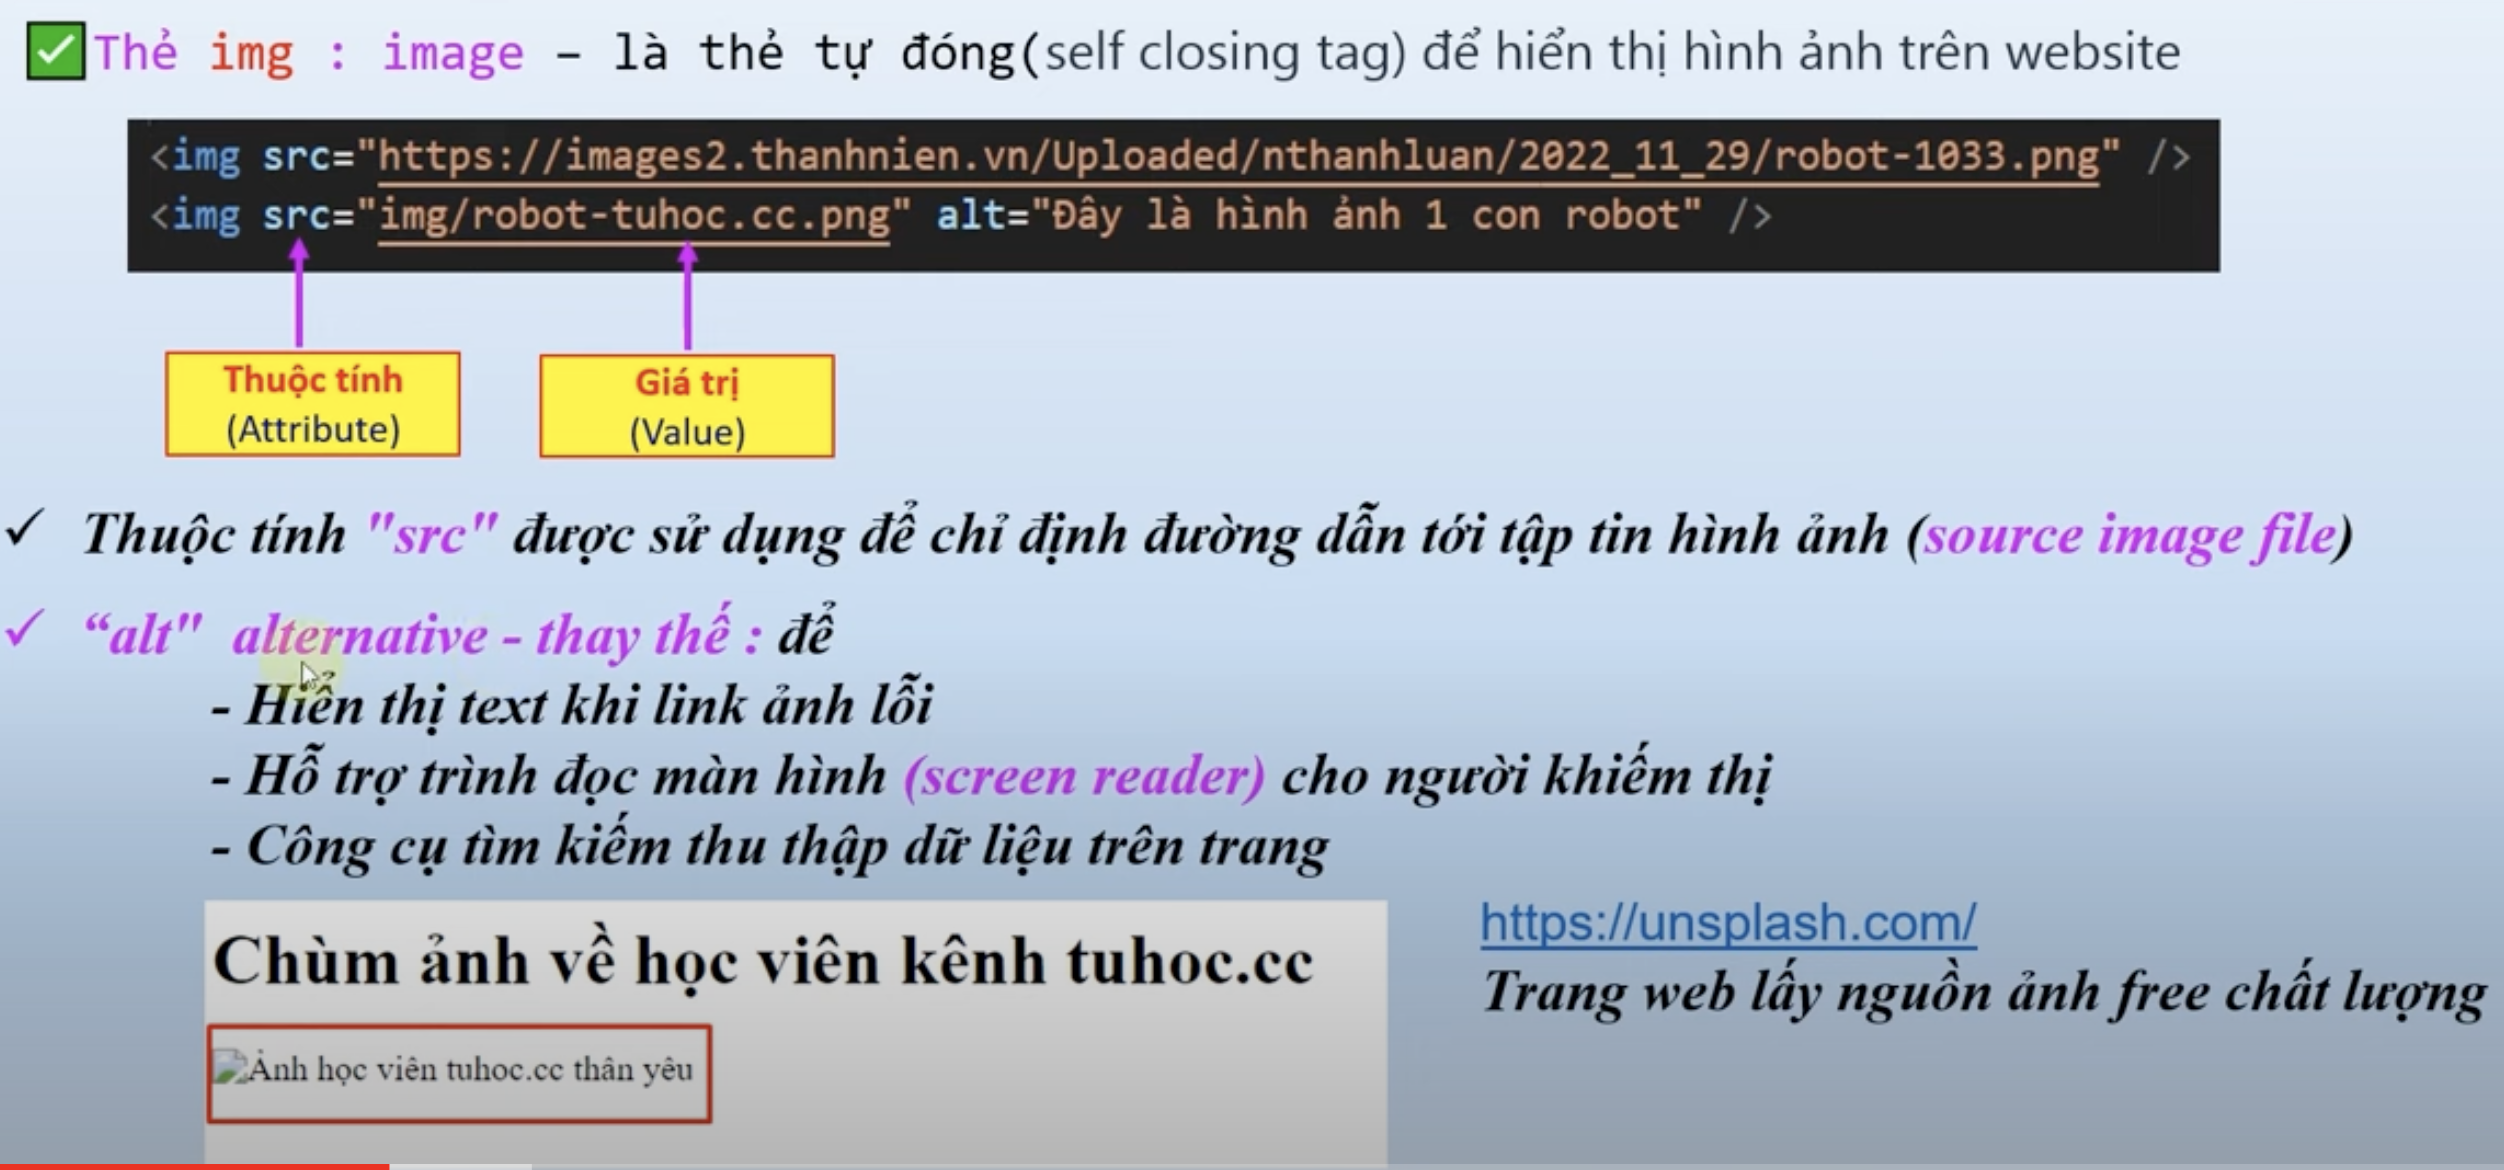 Thẻ img : image – là thẻ tự đóng(self closing tag) để hiển thị hình ảnh trên website
<img src="https://images2.thanhnien.vn/Uploaded/nthanhluan/2022_11_29/robot-1033.png" />
<img src="img/robot-tuhoc.cc.png" alt="Đây là hình ảnh 1 con robot" />
Thuộc tính
(Attribute)
Giá trị
(Value)
✓ Thuộc tính "src" được sử dụng để chỉ định đường dẫn tới tập tin hình ảnh (source image file)
✓ “alt" alternative - thay thế : để
- Hiển thị text khi link ảnh lỗi
- Hỗ trợ trình đọc màn hình (screen reader) cho người khiếm thị
- Công cụ tìm kiếm thu thập dữ liệu trên trang
Chùm ảnh về học viên kênh tuhoc.cc
Ảnh học viên tuhoc.cc thân yêu
https://unsplash.com/
Trang web lấy nguồn ảnh free chất lượng